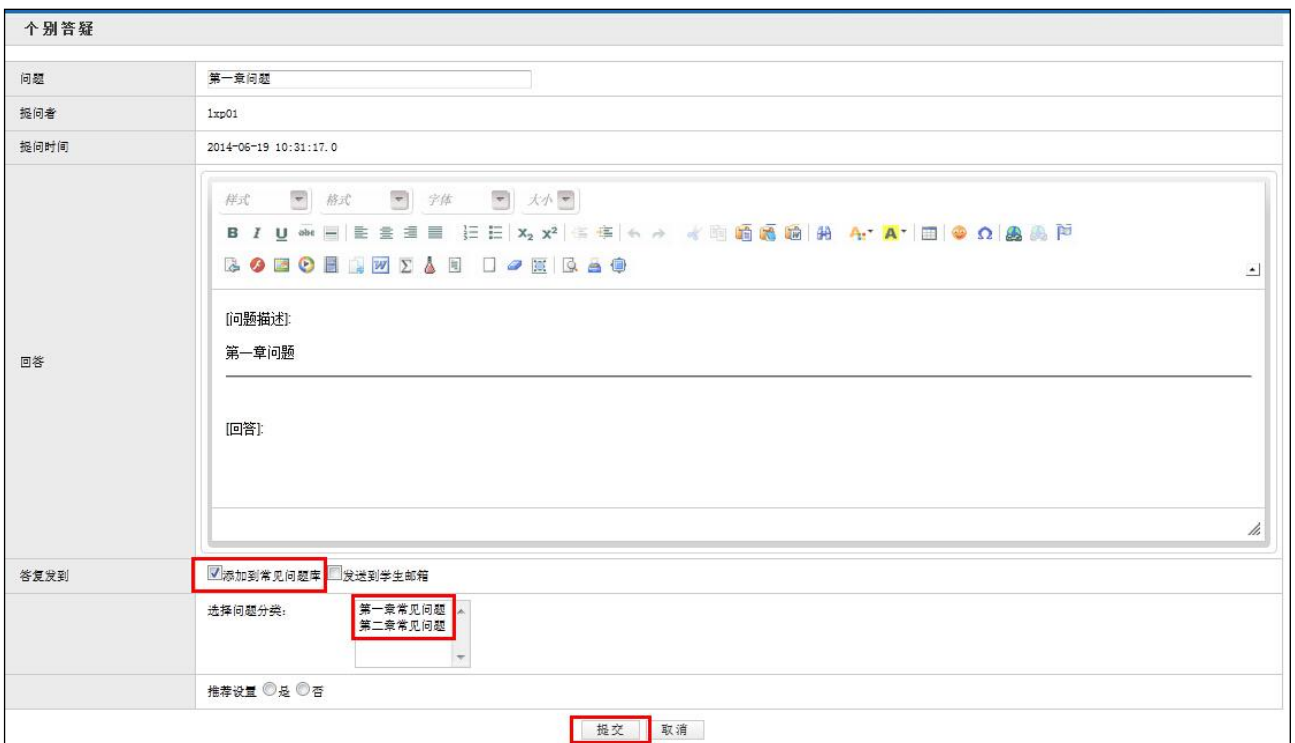 个别答疑
问题 第一章问题
提问者 lxp01
提问时间 2014-06-19 10:31:17.0
样式 格式 字体 大小
B I U abc X₂ X² A A Ω
W Σ
[问题描述]:
第一章问题
回答
[回答]:
答复发到 添加到常见问题库 发送到学生邮箱
选择问题分类: 第一章常见问题
第二章常见问题
推荐设置 是 否
提交 取消